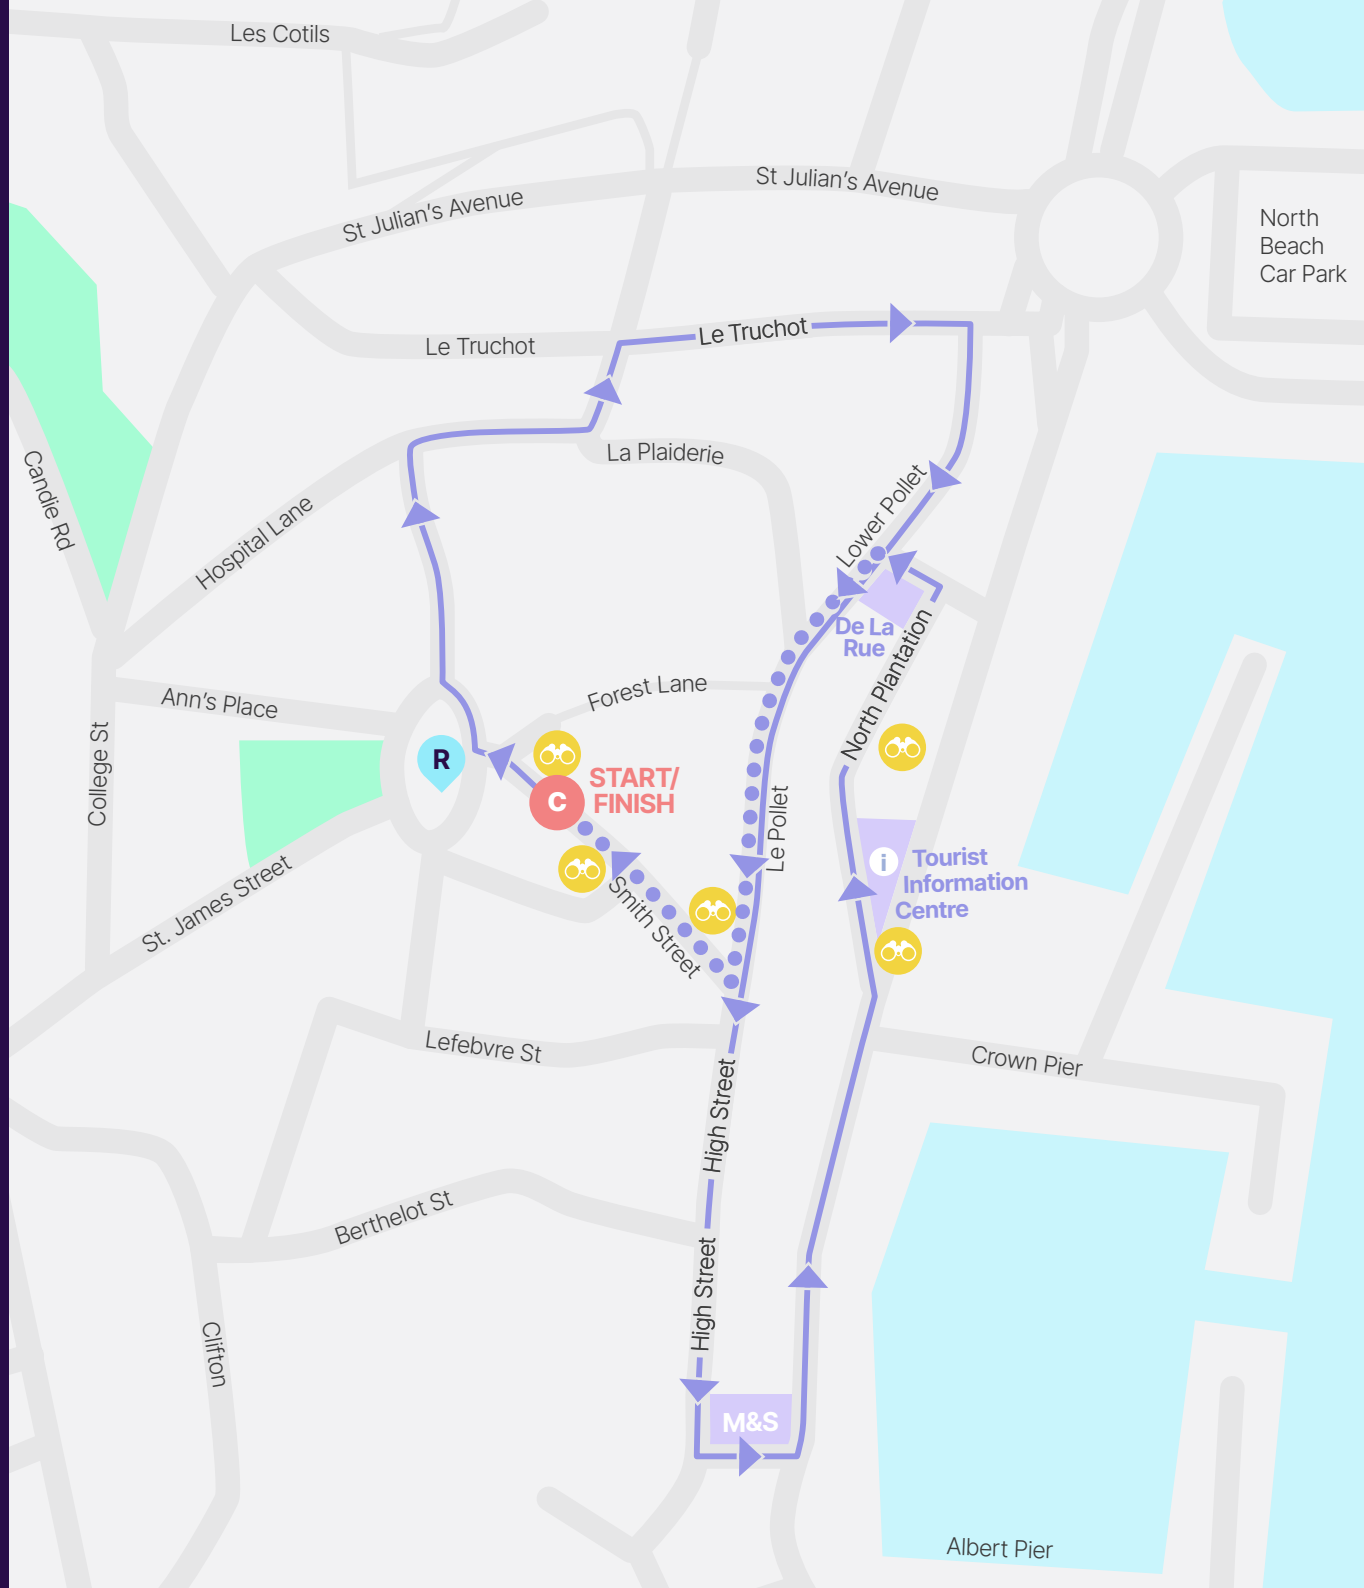 Les Cotils
St Julian's Avenue
St Julian's Avenue
North
Beach
Car Park
Le Truchot
Le Truchot
La Plaiderie
Candie Rd
Hospital Lane
Lower Pollet
De La
Rue
North Plantation
Ann's Place
Forest Lane
College St
R
START/
FINISH
C
Le Pollet
i
Tourist
Information
Centre
St. James Street
Smith Street
Lefebvre St
Crown Pier
High Street
Berthelot St
High Street
Clifton
M&S
Albert Pier